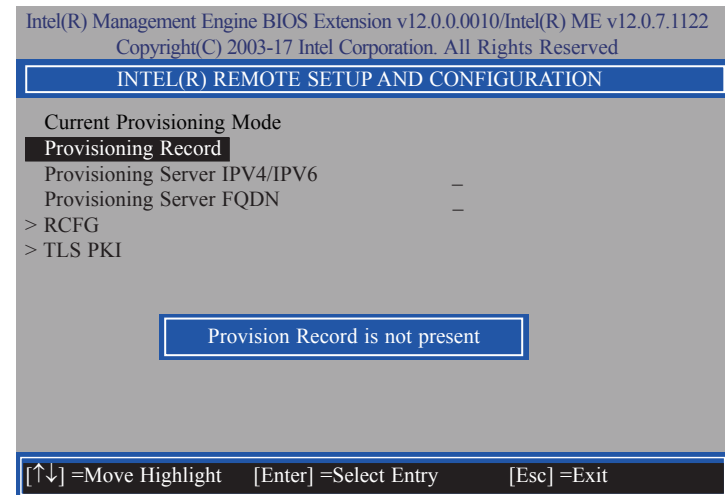 Intel(R) Management Engine BIOS Extension v12.0.0.0010/Intel(R) ME v12.0.7.1122
Copyright(C) 2003-17 Intel Corporation. All Rights Reserved
INTEL(R) REMOTE SETUP AND CONFIGURATION
Current Provisioning Mode
Provisioning Record
Provisioning Server IPV4/IPV6 _
Provisioning Server FQDN _
> RCFG
> TLS PKI
Provision Record is not present
[↑↓] =Move Highlight [Enter] =Select Entry [Esc] =Exit